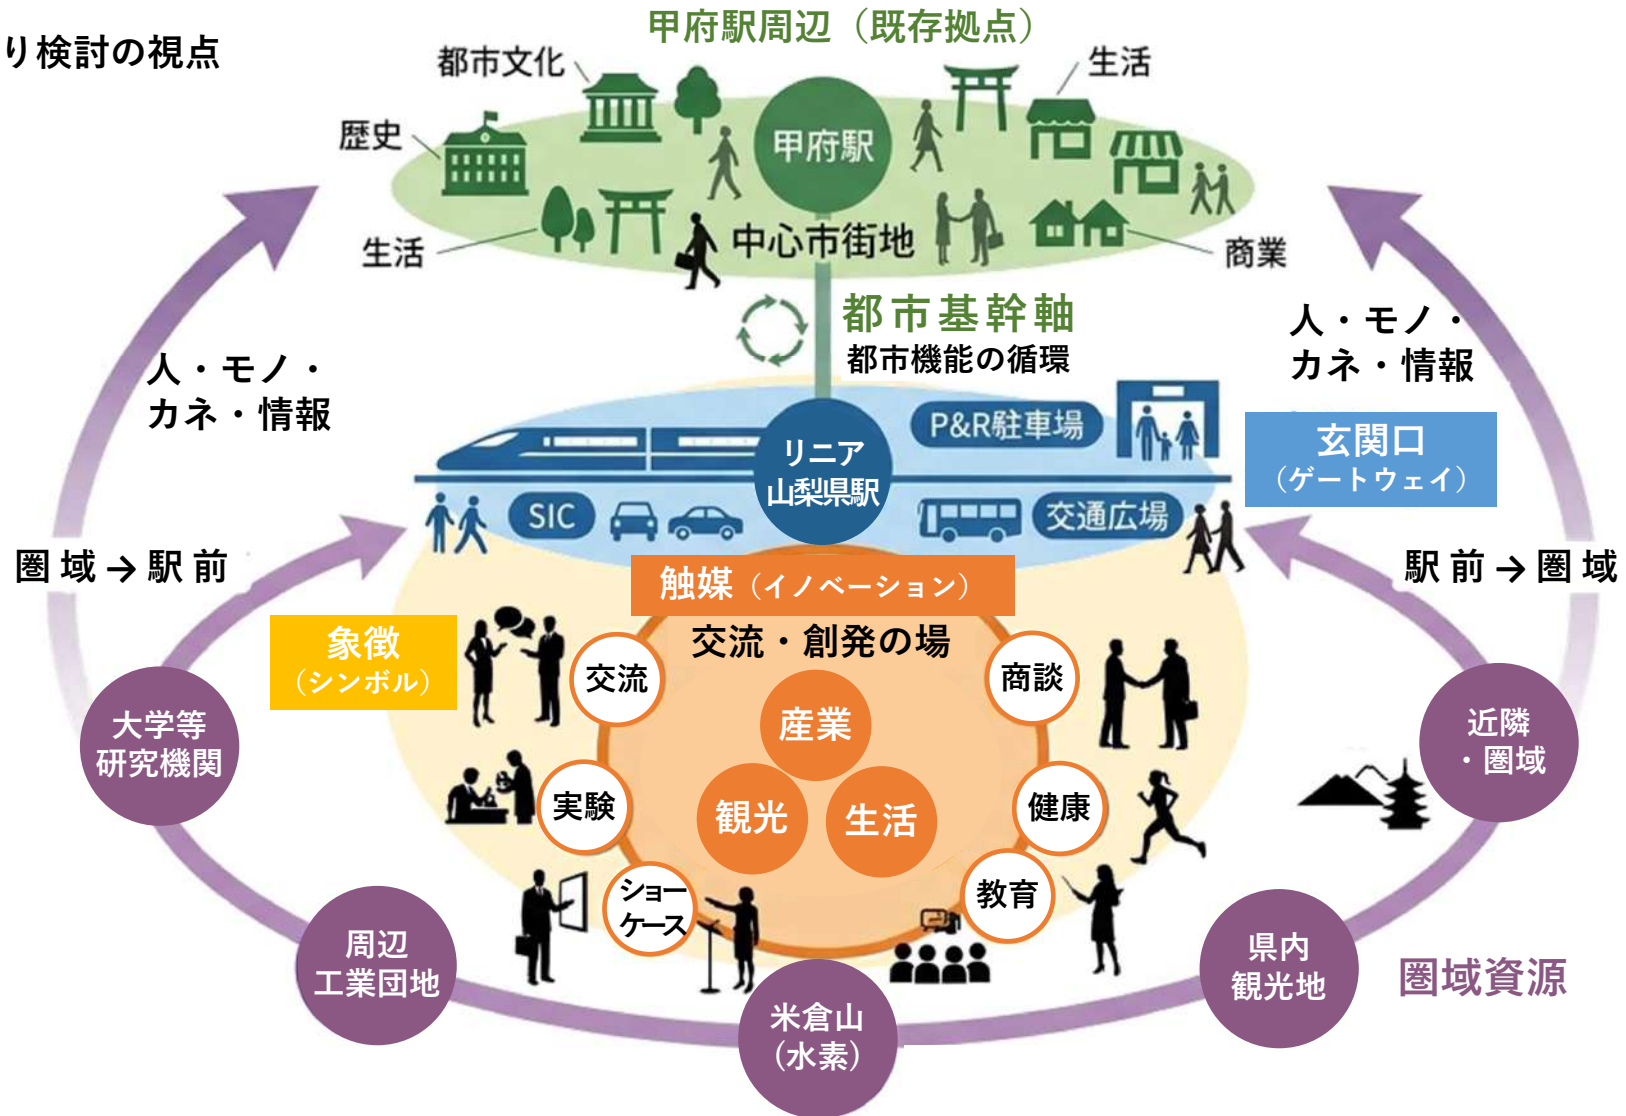 り検討の視点
甲府駅周辺（既存拠点）
都市文化
生活
歴史
甲府駅
生活
中心市街地
商業
都市基幹軸
都市機能の循環
人・モノ・
カネ・情報
人・モノ・
カネ・情報
P&R駐車場
リニア
山梨県駅
玄関口
（ゲートウェイ）
SIC
交通広場
圏域→駅前
駅前→圏域
触媒（イノベーション）
交流・創発の場
象徴
（シンボル）
交流
商談
産業
大学等
研究機関
近隣
・圏域
実験
観光
生活
健康
ショー
ケース
教育
周辺
工業団地
県内
観光地
圏域資源
米倉山
（水素）